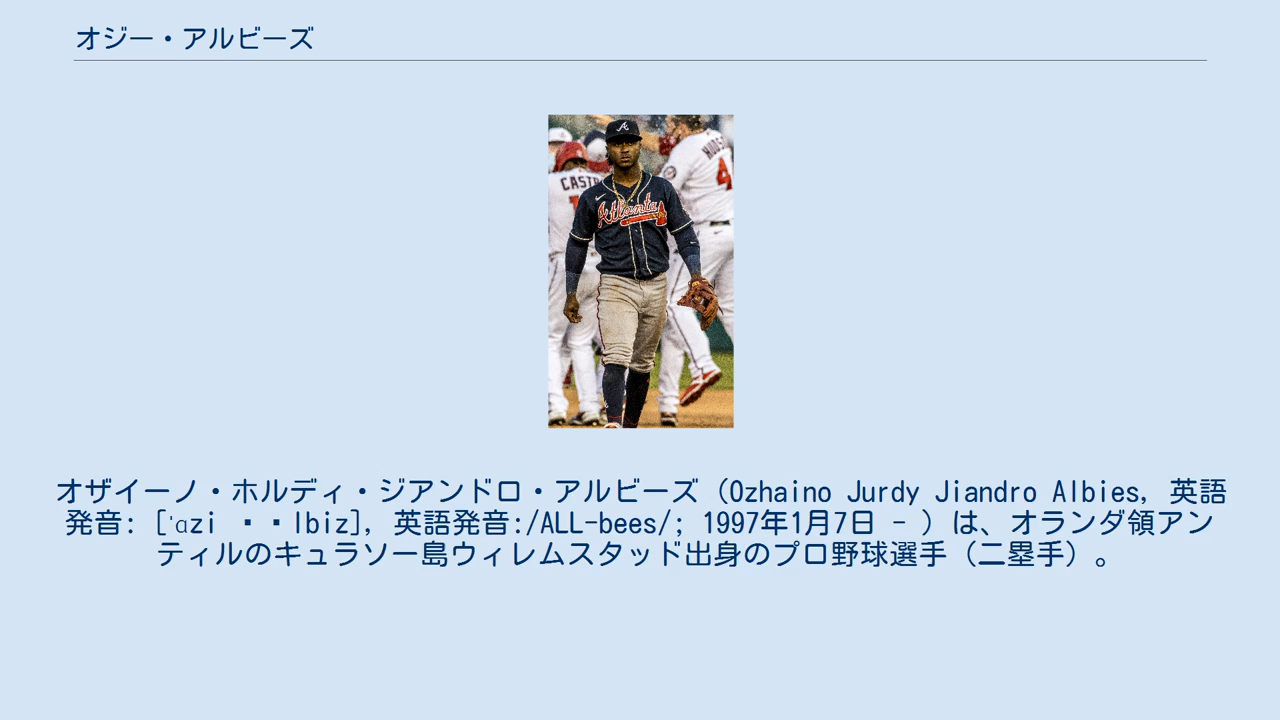 オジー・アルビーズ
CAST
HUDS
4
Atlanta
オザイーノ・ホルディ・ジアンドロ・アルビーズ（Ozhaino Jurdy Jiandro Albies, 英語
発音: [ˈɑzi ▪▪lbiz], 英語発音:/ALL-bees/; 1997年1月7日 - ）は、オランダ領アン
ティルのキュラソー島ウィレムスタッド出身のプロ野球選手（二塁手）。